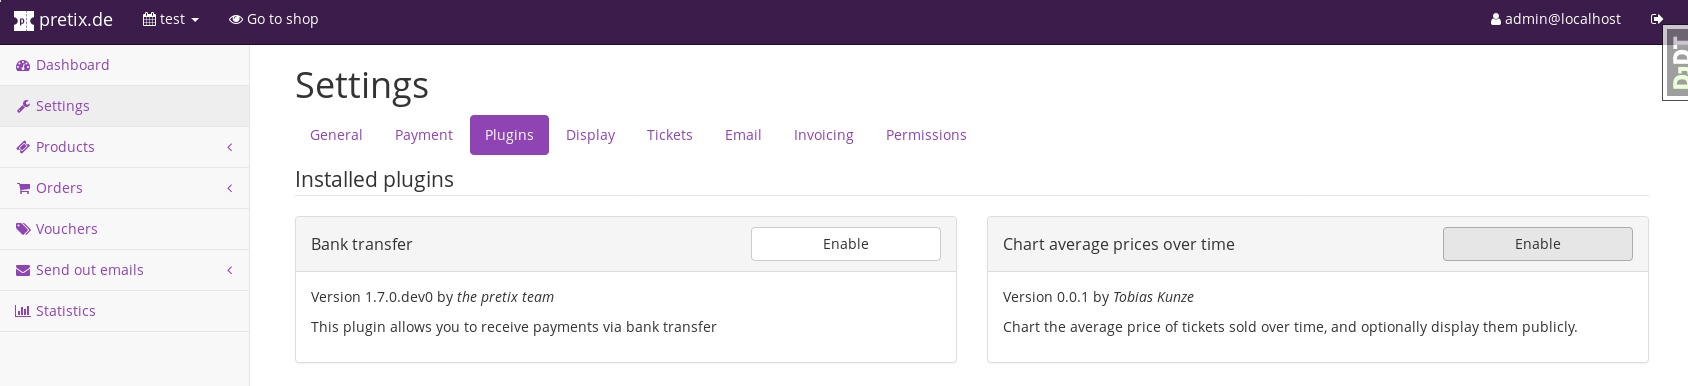 pretix.de test Go to shop admin@localhost
DjDT
Dashboard
Settings
Products
Orders
Vouchers
Send out emails
Statistics
Settings
General Payment Plugins Display Tickets Email Invoicing Permissions
Installed plugins
Bank transfer Enable
Version 1.7.0.dev0 by the pretix team
This plugin allows you to receive payments via bank transfer
Chart average prices over time Enable
Version 0.0.1 by Tobias Kunze
Chart the average price of tickets sold over time, and optionally display them publicly.